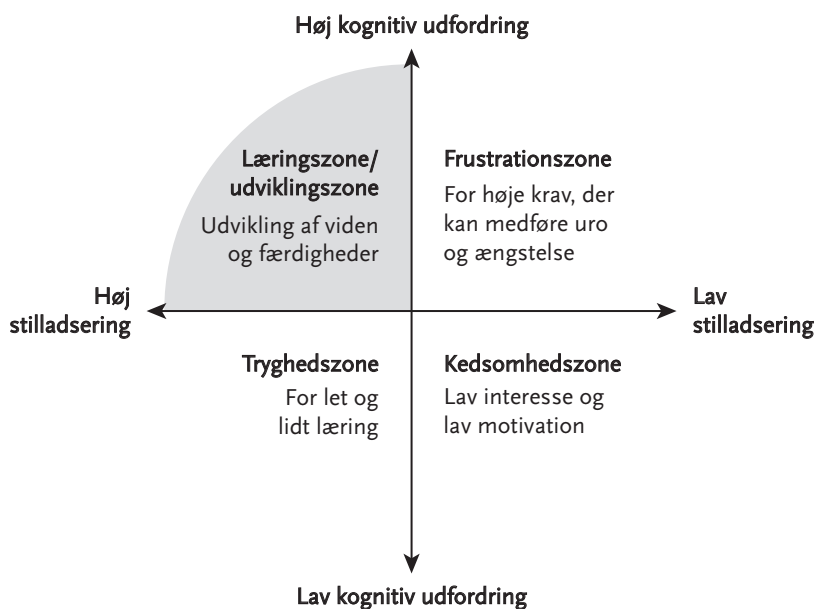 Høj kognitiv udfordring
Læringszone/
udviklingszone
Udvikling af viden
og færdigheder
Frustrationszone
For høje krav, der
kan medføre uro
og ængstelse
Høj
stilladsering
Lav
stilladsering
Tryghedszone
For let og
lidt læring
Kedsomhedszone
Lav interesse og
lav motivation
Lav kognitiv udfordring